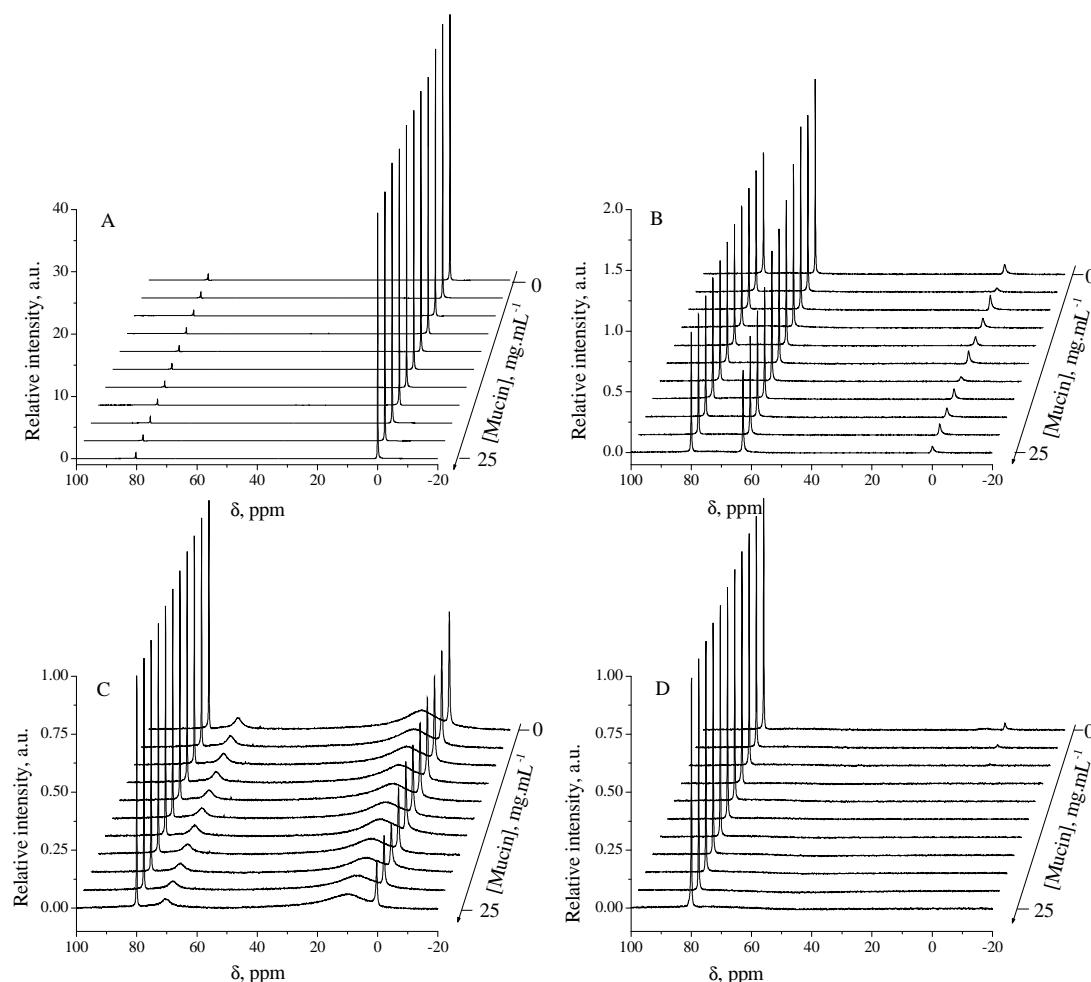 A
40
30
20
10
0
Relative intensity, a.u.
100 80 60 40 20 0 -20
δ, ppm
0
25
[Mucin], mg.mL⁻¹
B
2.0
1.5
1.0
0.5
0.0
Relative intensity, a.u.
100 80 60 40 20 0 -20
δ, ppm
0
25
[Mucin], mg.mL⁻¹
C
1.00
0.75
0.50
0.25
0.00
Relative intensity, a.u.
100 80 60 40 20 0 -20
δ, ppm
0
25
[Mucin], mg.mL⁻¹
D
1.00
0.75
0.50
0.25
0.00
Relative intensity, a.u.
100 80 60 40 20 0 -20
δ, ppm
0
25
[Mucin], mg.mL⁻¹